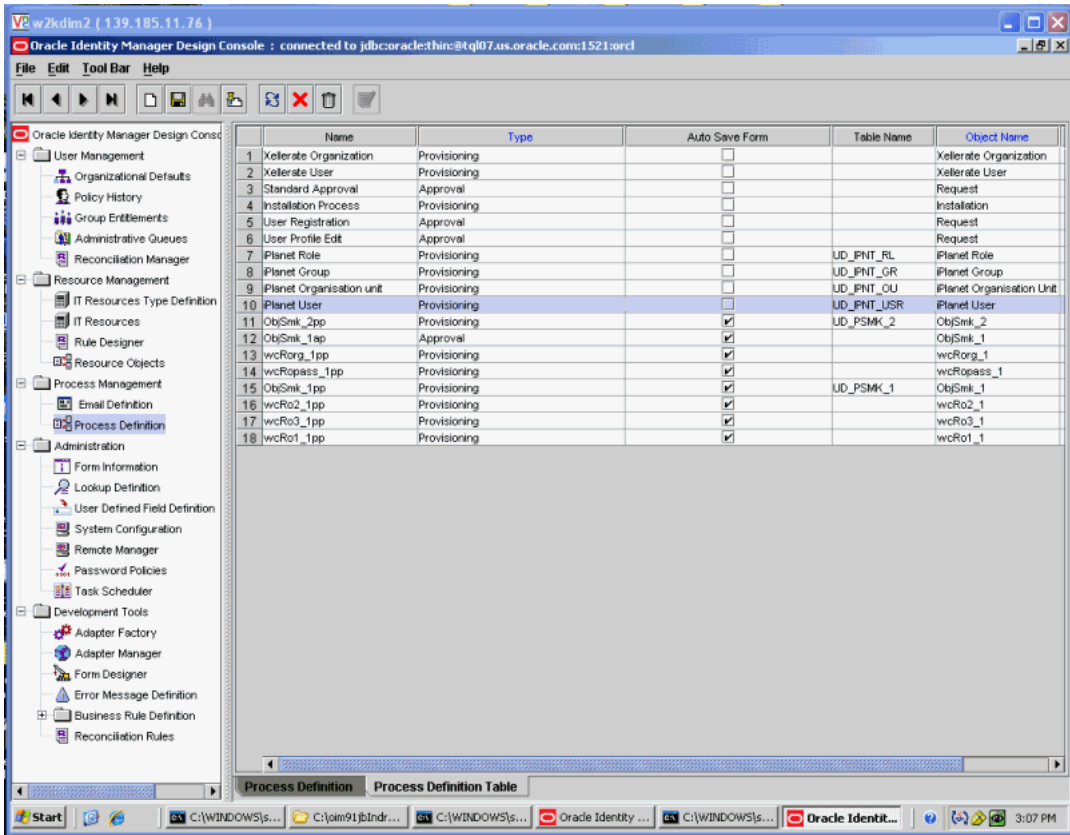 w2kdim2 ( 139.185.11.76 )
Oracle Identity Manager Design Console : connected to jdbc:oracle:thin:@tql07.us.oracle.com:1521:orcl
File Edit Tool Bar Help
Oracle Identity Manager Design Consc
User Management
Organizational Defaults
Policy History
Group Entitlements
Administrative Queues
Reconciliation Manager
Resource Management
IT Resources Type Definition
IT Resources
Rule Designer
Resource Objects
Process Management
Email Definition
Process Definition
Administration
Form Information
Lookup Definition
User Defined Field Definition
System Configuration
Remote Manager
Password Policies
Task Scheduler
Development Tools
Adapter Factory
Adapter Manager
Form Designer
Error Message Definition
Business Rule Definition
Reconciliation Rules
Name Type Auto Save Form Table Name Object Name
1 Xellerate Organization Provisioning Xellerate Organization
2 Xellerate User Provisioning Xellerate User
3 Standard Approval Approval Request
4 Installation Process Provisioning Installation
5 User Registration Approval Request
6 User Profile Edit Approval Request
7 iPlanet Role Provisioning UD_IPNT_RL iPlanet Role
8 iPlanet Group Provisioning UD_IPNT_GR iPlanet Group
9 iPlanet Organisation unit Provisioning UD_IPNT_OU iPlanet Organisation Unit
10 iPlanet User Provisioning UD_IPNT_USR iPlanet User
11 ObjSmk_2pp Provisioning UD_PSMK_2 ObjSmk_2
12 ObjSmk_1ap Approval ObjSmk_1
13 wcRorg_1pp Provisioning wcRorg_1
14 wcRopass_1pp Provisioning wcRopass_1
15 ObjSmk_1pp Provisioning UD_PSMK_1 ObjSmk_1
16 wcRo2_1pp Provisioning wcRo2_1
17 wcRo3_1pp Provisioning wcRo3_1
18 wcRo1_1pp Provisioning wcRo1_1
Process Definition Process Definition Table
Start C:\WINDOWS\s... C:\oim91jbIndr... C:\WINDOWS\s... Oracle Identity ... C:\WINDOWS\s... Oracle Identit... 3:07 PM